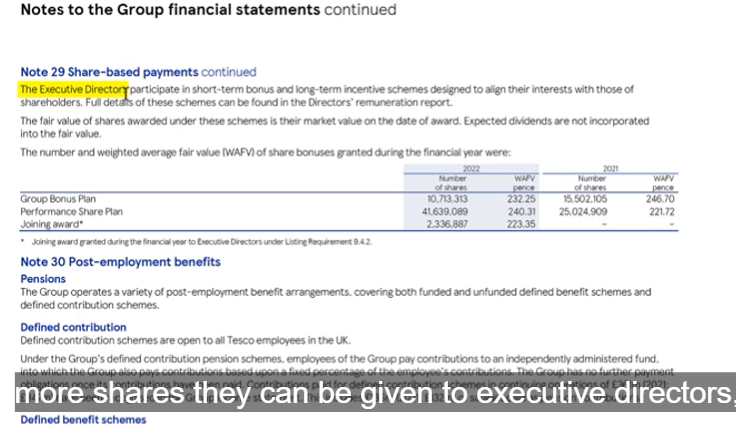 Notes to the Group financial statements continued
Note 29 Share-based payments continued
The Executive Directors participate in short-term bonus and long-term incentive schemes designed to align their interests with those of
shareholders. Full details of these schemes can be found in the Directors' remuneration report.
The fair value of shares awarded under these schemes is their market value on the date of award. Expected dividends are not incorporated
into the fair value.
The number and weighted average fair value (WAFV) of share bonuses granted during the financial year were:
2022 2021
Number WAFV Number WAFV
of shares pence of shares pence
Group Bonus Plan 10,713,313 232.25 15,502,105 246.70
Performance Share Plan 41,639,089 240.31 25,024,909 221.72
Joining award* 2,336,887 223.35 – –
* Joining award granted during the financial year to Executive Directors under Listing Requirement 9.4.2.
Note 30 Post-employment benefits
Pensions
The Group operates a variety of post-employment benefit arrangements, covering both funded and unfunded defined benefit schemes and
defined contribution schemes.
Defined contribution
Defined contribution schemes are open to all Tesco employees in the UK.
Under the Group's defined contribution pension schemes, employees of the Group pay contributions to an independently administered fund,
into which the Group also pays contributions based upon a fixed percentage of the employee's contributions. The Group has no further payment
more shares they can be given to executive directors,
Defined benefit schemes